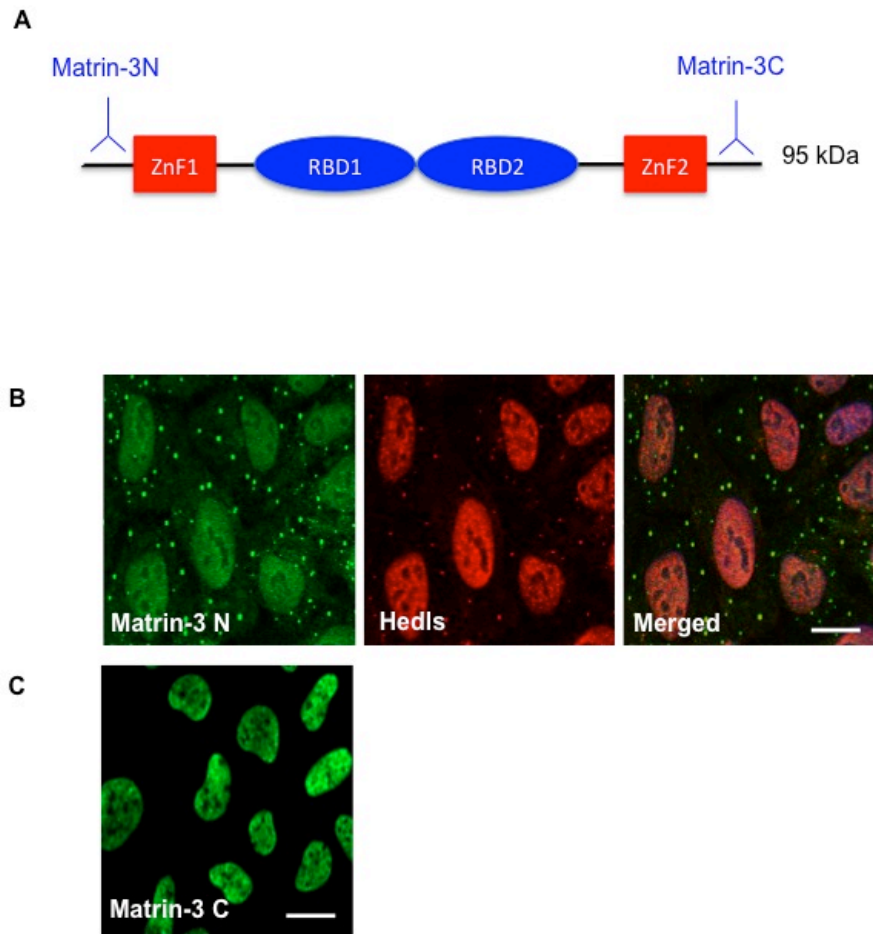 A
Matrin-3N
Matrin-3C
ZnF1 RBD1 RBD2 ZnF2 95 kDa
B
Matrin-3 N Hedls Merged
C
Matrin-3 C